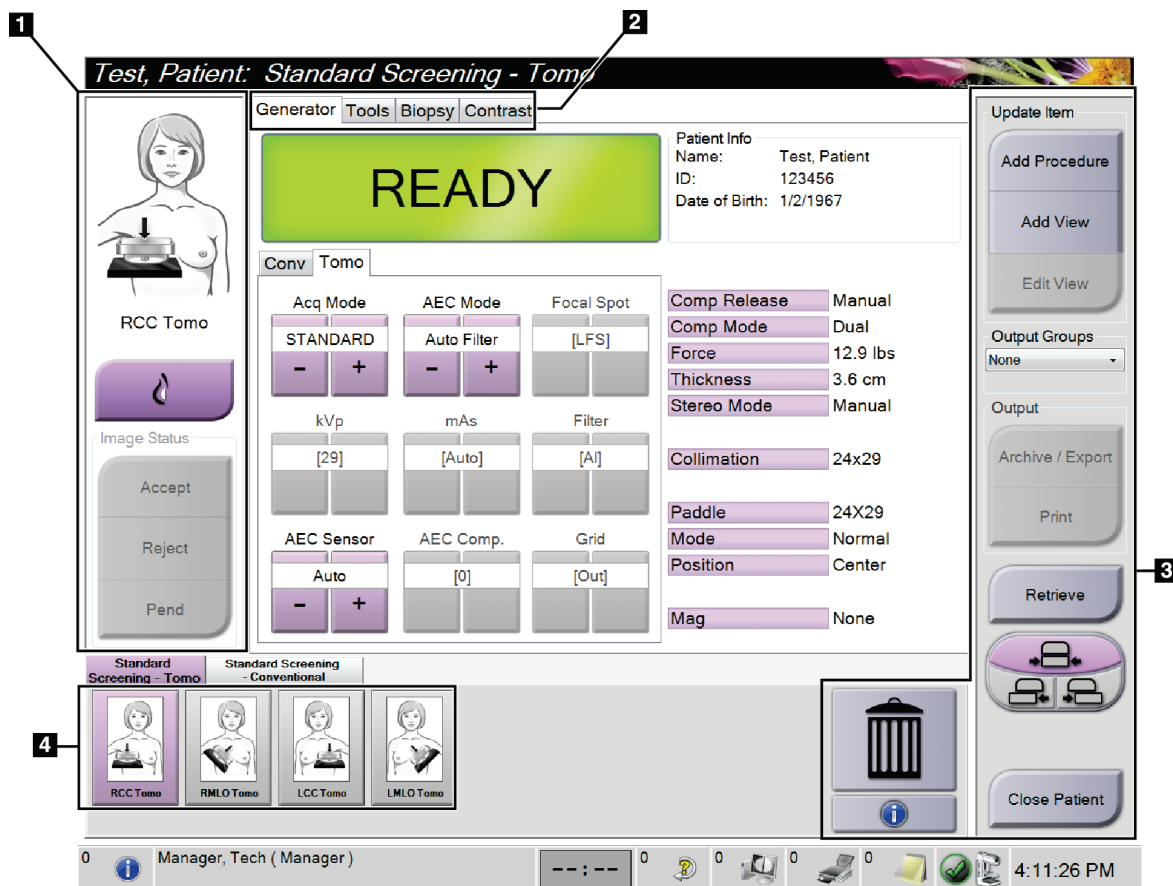 1
2
Test, Patient: Standard Screening - Tomo
Generator Tools Biopsy Contrast
READY
Patient Info
Name: Test, Patient
ID: 123456
Date of Birth: 1/2/1967
RCC Tomo
Image Status
Accept
Reject
Pend
Conv Tomo
Acq Mode AEC Mode Focal Spot
STANDARD Auto Filter [LFS]
- + - +
kVp mAs Filter
[29] [Auto] [Al]
AEC Sensor AEC Comp. Grid
Auto [0] [Out]
- +
Comp Release Manual
Comp Mode Dual
Force 12.9 lbs
Thickness 3.6 cm
Stereo Mode Manual
Collimation 24x29
Paddle 24X29
Mode Normal
Position Center
Mag None
Update Item
Add Procedure
Add View
Edit View
Output Groups
None
Output
Archive / Export
Print
3
Retrieve
Close Patient
Standard
Screening - Tomo
Standard Screening
- Conventional
4
RCC Tomo RMLO Tomo LCC Tomo LMLO Tomo
0 Manager, Tech ( Manager ) --:-- 0 0 0 0 4:11:26 PM